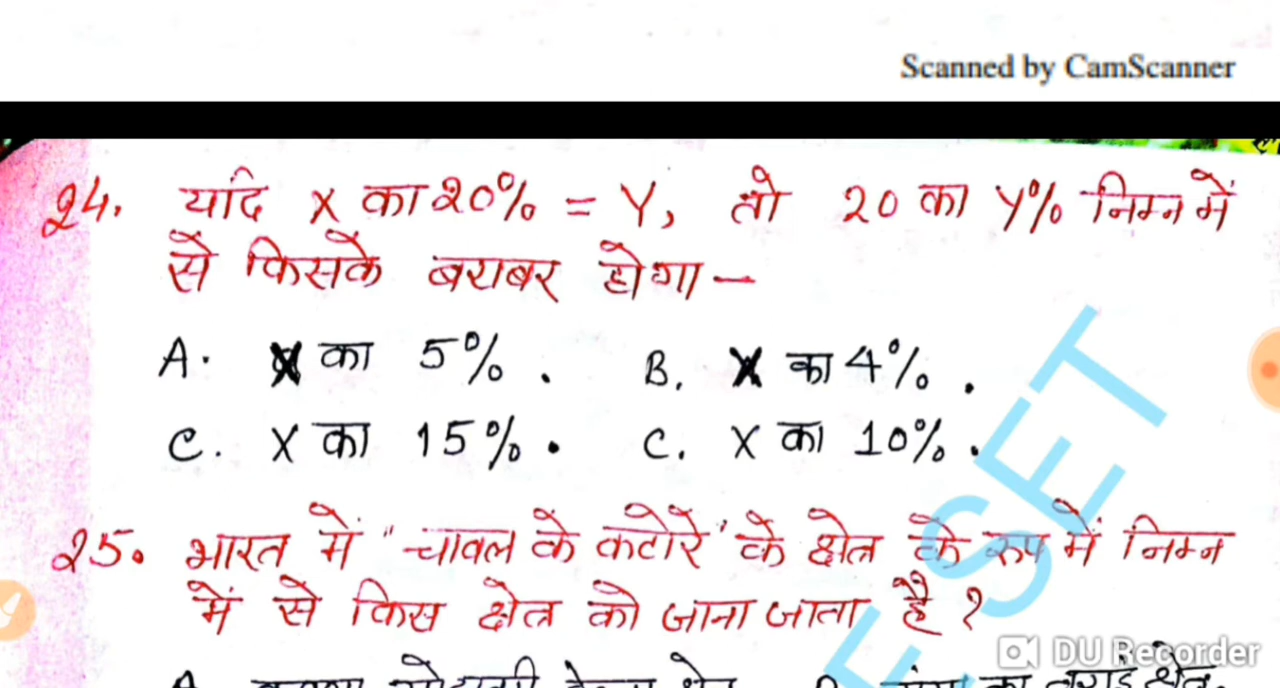 Scanned by CamScanner
24. यदि X का 20% = Y, तो 20 का Y% निम्न में
से किसके बराबर होगा —
A. X का 5%. B. X का 4%.
C. X का 15%. C. X का 10%.
25. भारत में "चावल के कटोरे" के क्षेत्र के रूप में निम्न
में से किस क्षेत्र को जाना जाता है ?
SET
DU Recorder
A